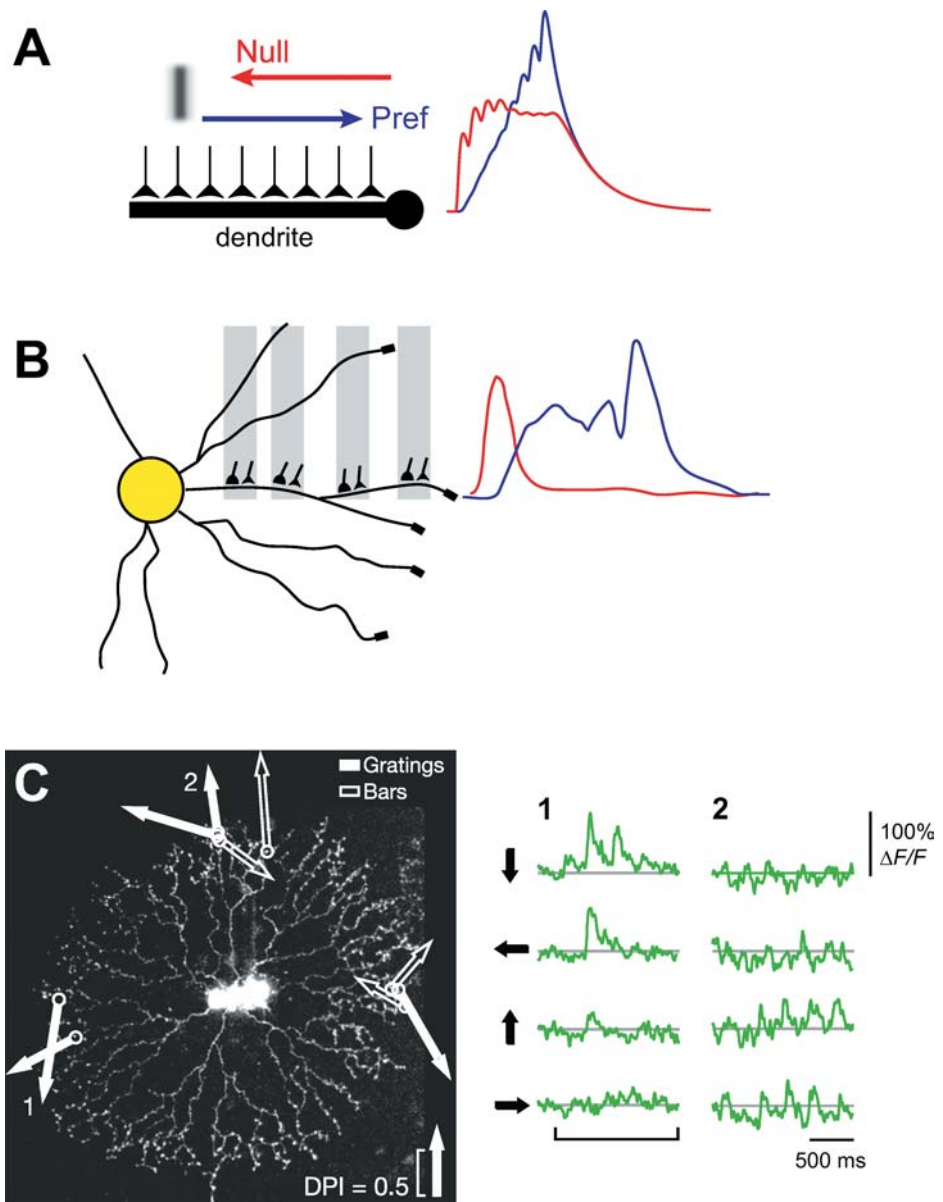 A
Null
Pref
dendrite
B
C
2
Gratings
Bars
1
DPI = 0.5
1
2
100%
ΔF/F
500 ms